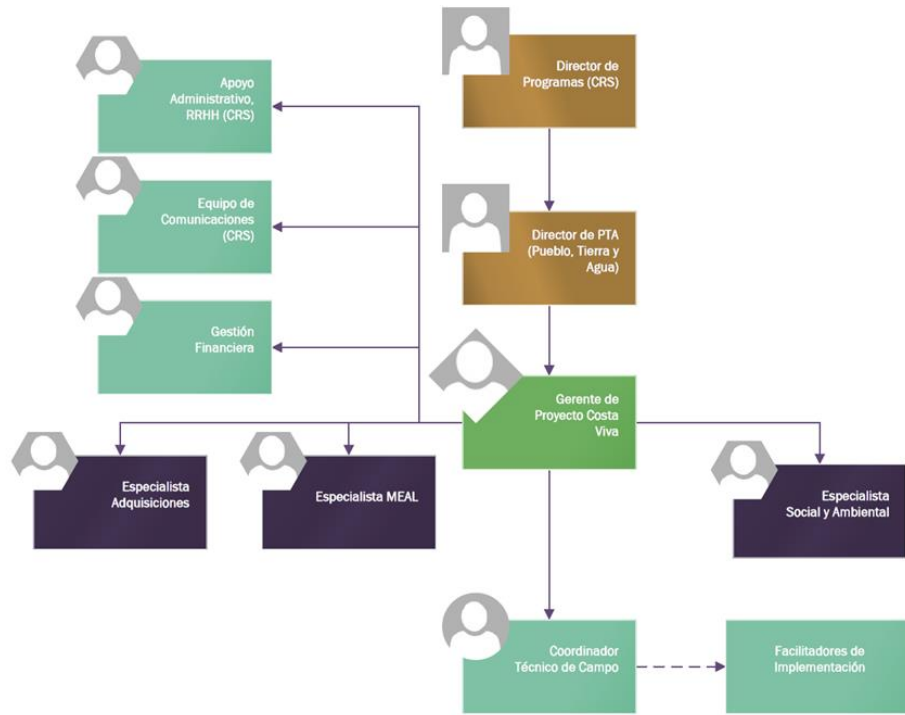 Apoyo
Administrativo,
RRHH (CRS)
Director de
Programas (CRS)
Equipo de
Comunicaciones
(CRS)
Director de PTA
(Pueblo, Tierra y
Agua)
Gestión
Financiera
Gerente de
Proyecto Costa
Viva
Especialista
Adquisiciones
Especialista MEAL
Especialista
Social y Ambiental
Coordinador
Técnico de Campo
Facilitadores de
Implementación